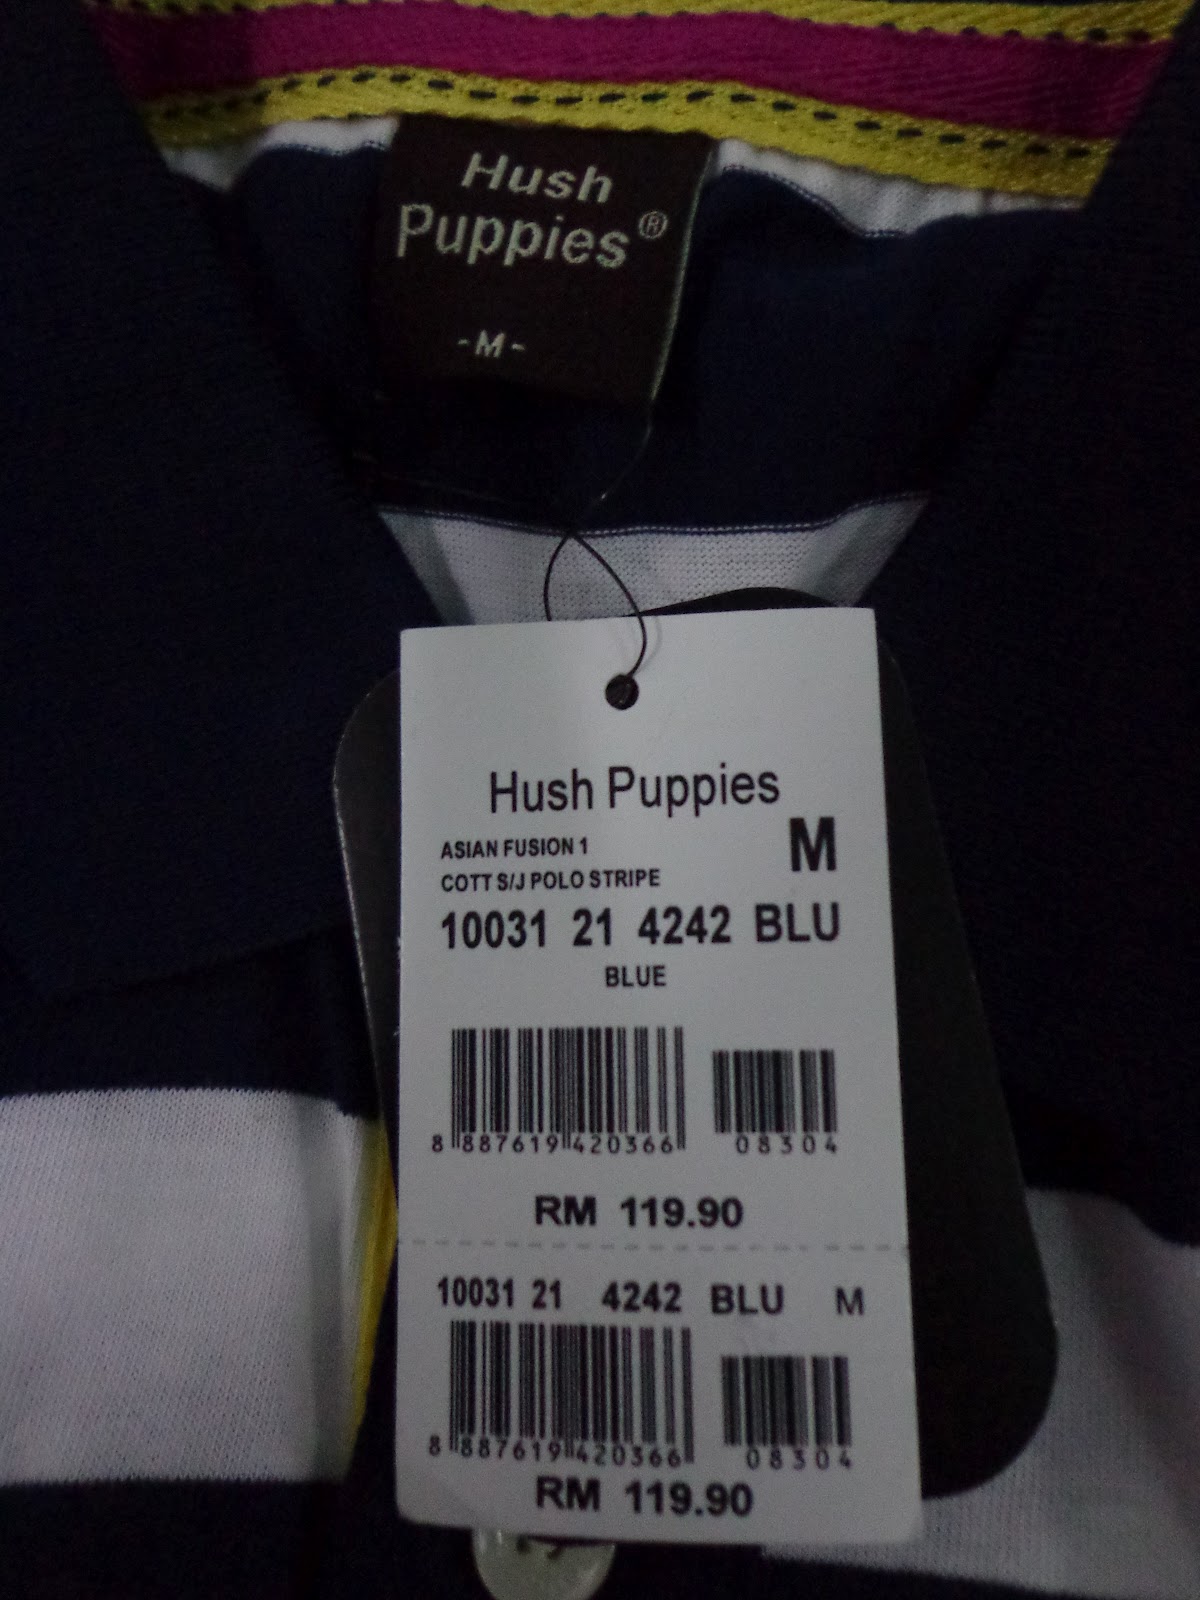 Hush
Puppies®
-M-
Hush Puppies
ASIAN FUSION 1 M
COTT S/J POLO STRIPE
10031 21 4242 BLU
BLUE
8 887619 420366 08304
RM 119.90
10031 21 4242 BLU M
8 887619 420366 08304
RM 119.90